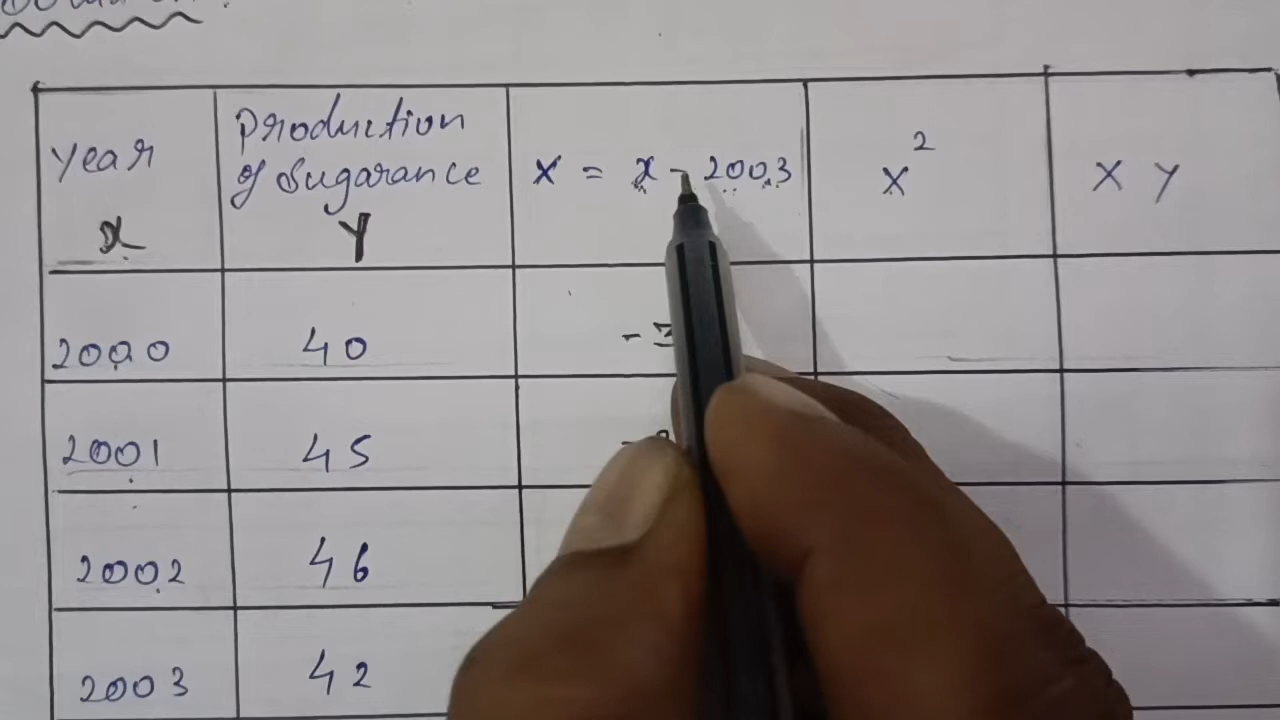 Year
x
Production
of Sugarance
Y
X = x - 2003
X²
X Y
2000
40
-3
2001
45
2002
46
2003
42